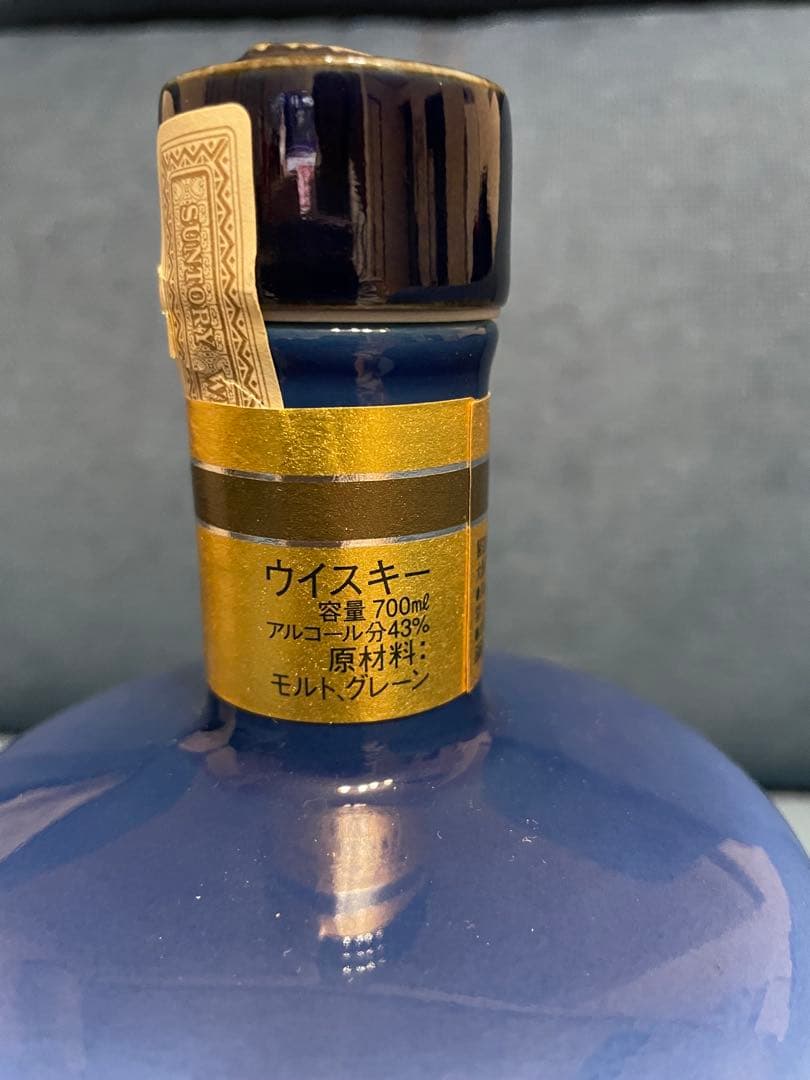 SUNTORY W
ウイスキー
容量 700㎖
アルコール分43%
原材料:
モルト、グレーン